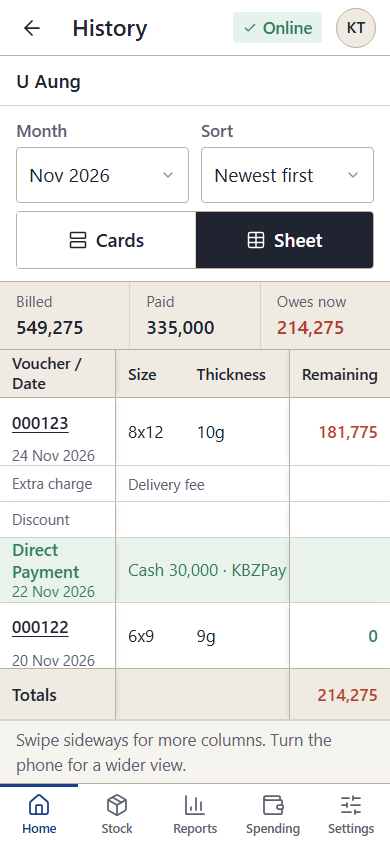 History
Online
KT
U Aung
Month
Sort
Nov 2026
Newest first
Cards
Sheet
Billed
Paid
Owes now
549,275
335,000
214,275
Voucher /
Date
Size
Thickness
Remaining
000123
8x12
10g
181,775
24 Nov 2026
Extra charge
Delivery fee
Discount
Direct
Payment
Cash 30,000 · KBZPay
22 Nov 2026
000122
6x9
9g
0
20 Nov 2026
Totals
214,275
Swipe sideways for more columns. Turn the
phone for a wider view.
Home
Stock
Reports
Spending
Settings